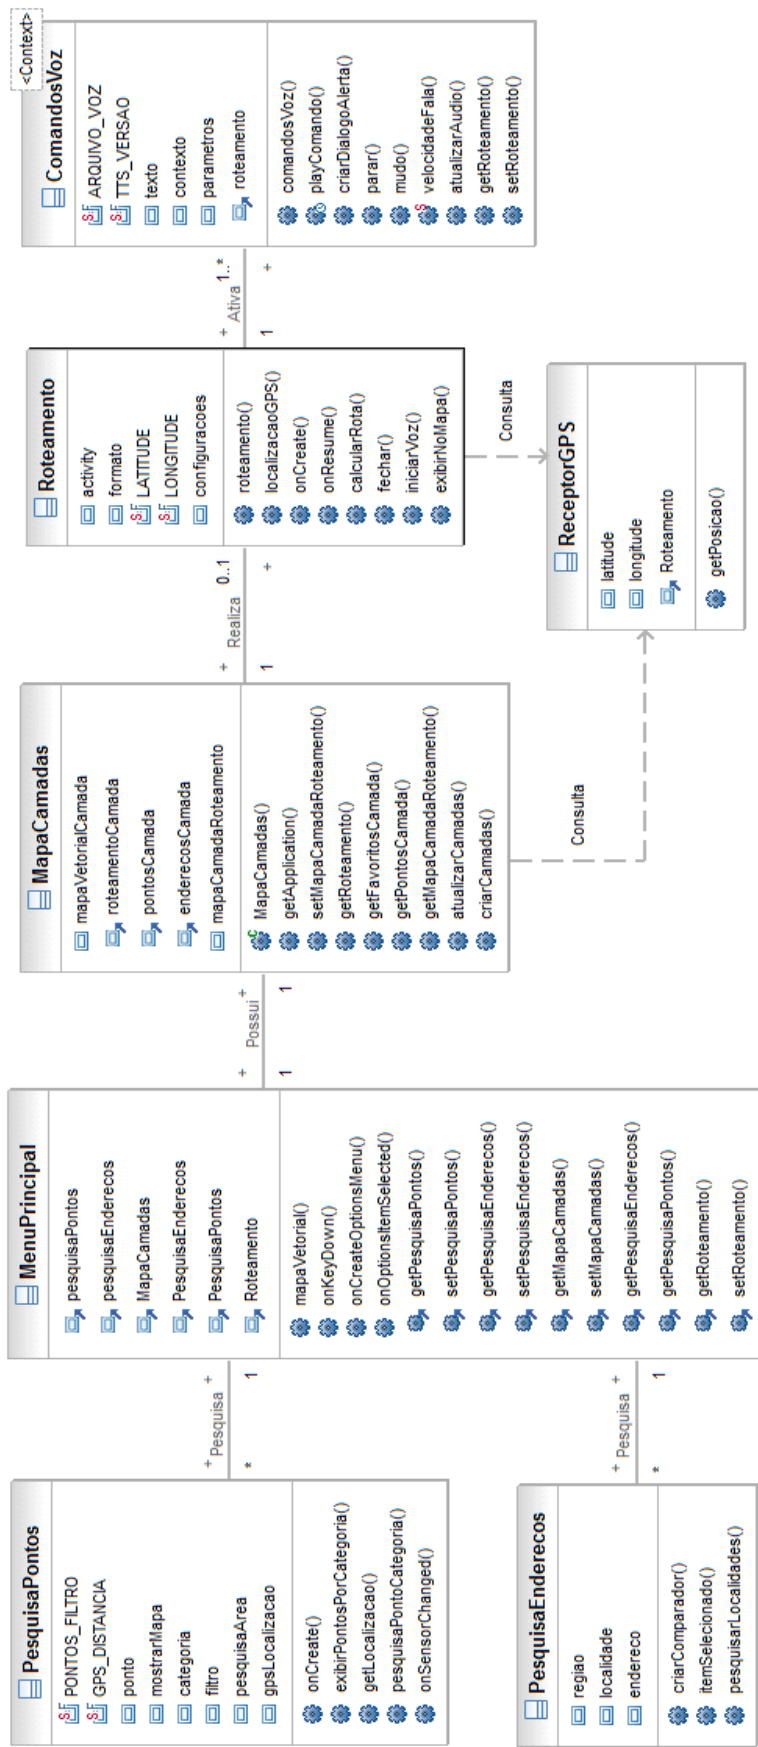 PesquisaPontos
PONTOS_FILTRO
GPS_DISTANCIA
ponto
mostrarMapa
categoria
filtro
pesquisaArea
gpsLocalizacao
onCreate()
exibirPontosPorCategoria()
getLocalizacao()
pesquisaPontoCategoria()
onSensorChanged()
PesquisaEnderecos
regiao
localidade
endereco
criarComparador()
itemSelecionado()
pesquisarLocalidades()
+ Pesquisa +
* 1
+ Pesquisa +
* 1
MenuPrincipal
pesquisaPontos
pesquisaEnderecos
MapaCamadas
PesquisaEnderecos
PesquisaPontos
Roteamento
mapaVetorial()
onKeyDown()
onCreateOptionsMenu()
onOptionsItemSelected()
getPesquisaPontos()
setPesquisaPontos()
getPesquisaEnderecos()
setPesquisaEnderecos()
getMapaCamadas()
setMapaCamadas()
getPesquisaEnderecos()
getPesquisaPontos()
getRoteamento()
setRoteamento()
+ Possui +
1 1
MapaCamadas
mapaVetorialCamada
roteamentoCamada
pontosCamada
enderecosCamada
mapaCamadaRoteamento
MapaCamadas()
getApplication()
setMapaCamadaRoteamento()
getRoteamento()
getFavoritosCamada()
getPontosCamada()
getMapaCamadaRoteamento()
atualizarCamadas()
criarCamadas()
+ Realiza 0..1
1 +
Consulta
Roteamento
activity
formato
LATITUDE
LONGITUDE
configuracoes
roteamento()
localizacaoGPS()
onCreate()
onResume()
calcularRota()
fechar()
iniciarVoz()
exibirNoMapa()
Consulta
ReceptorGPS
latitude
longitude
Roteamento
getPosicao()
+ Ativa 1..*
1 +
<Context>
ComandosVoz
ARQUIVO_VOZ
TTS_VERSAO
texto
contexto
parametros
roteamento
comandosVoz()
playComando()
criarDialogoAlerta()
parar()
mudo()
velocidadeFala()
atualizarAudio()
getRoteamento()
setRoteamento()